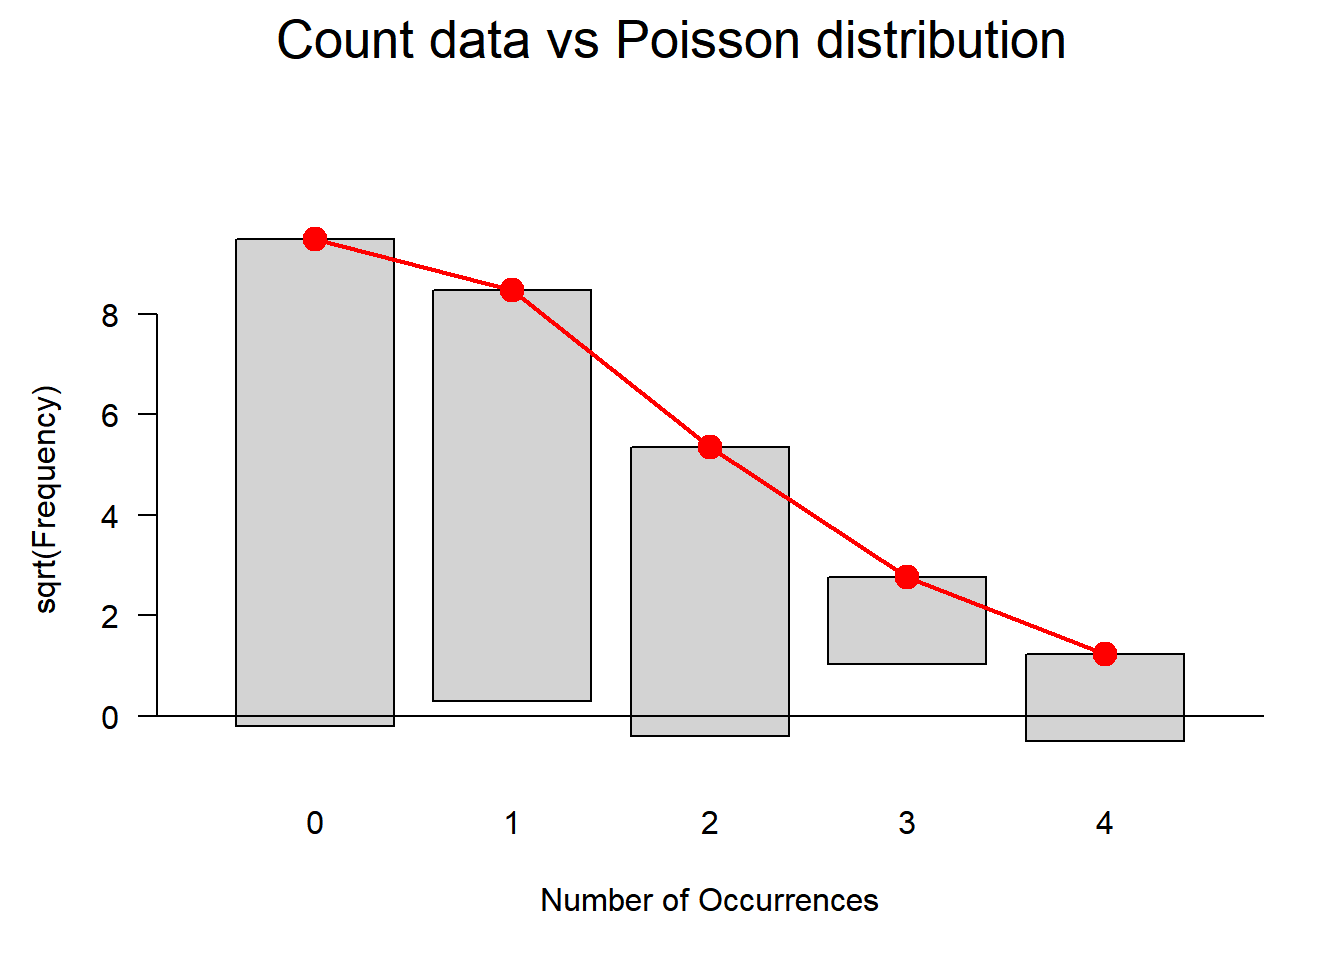 Count data vs Poisson distribution
sqrt(Frequency)
8
6
4
2
0
0 1 2 3 4
Number of Occurrences